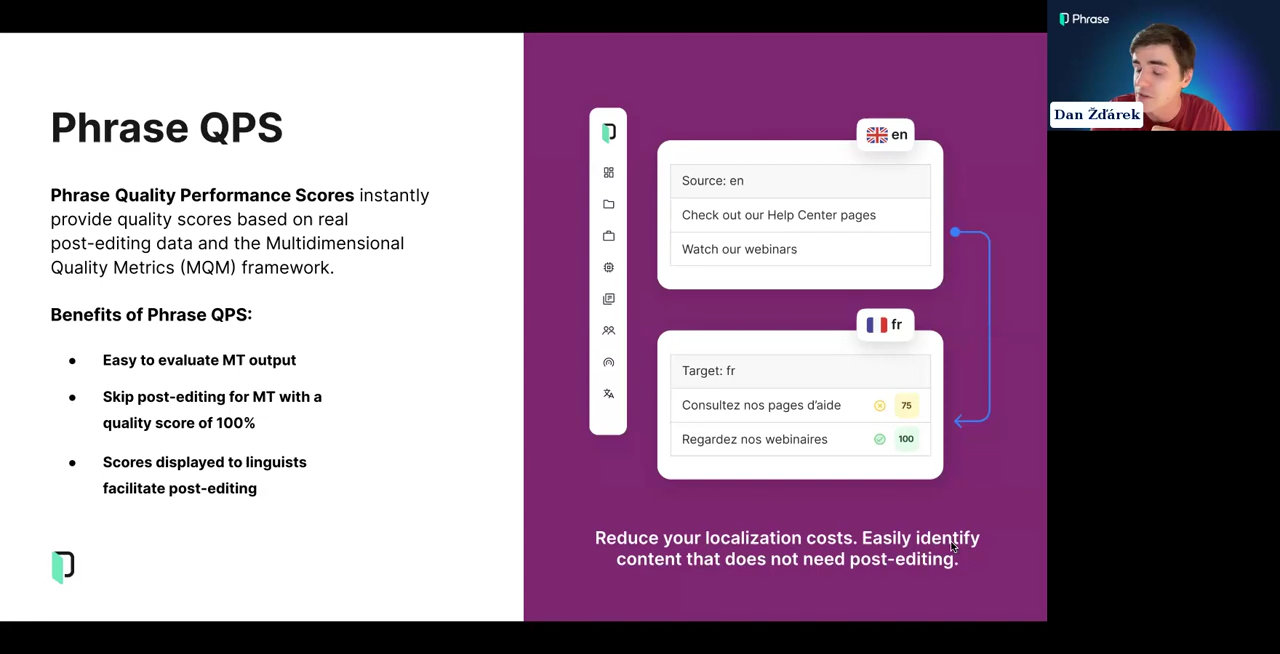 Phrase QPS
Phrase Quality Performance Scores instantly
provide quality scores based on real
post-editing data and the Multidimensional
Quality Metrics (MQM) framework.
Benefits of Phrase QPS:
● Easy to evaluate MT output
● Skip post-editing for MT with a
quality score of 100%
● Scores displayed to linguists
facilitate post-editing
en
Source: en
Check out our Help Center pages
Watch our webinars
fr
Target: fr
Consultez nos pages d’aide 75
Regardez nos webinaires 100
Reduce your localization costs. Easily identify
content that does not need post-editing.
Phrase
Dan Žďárek